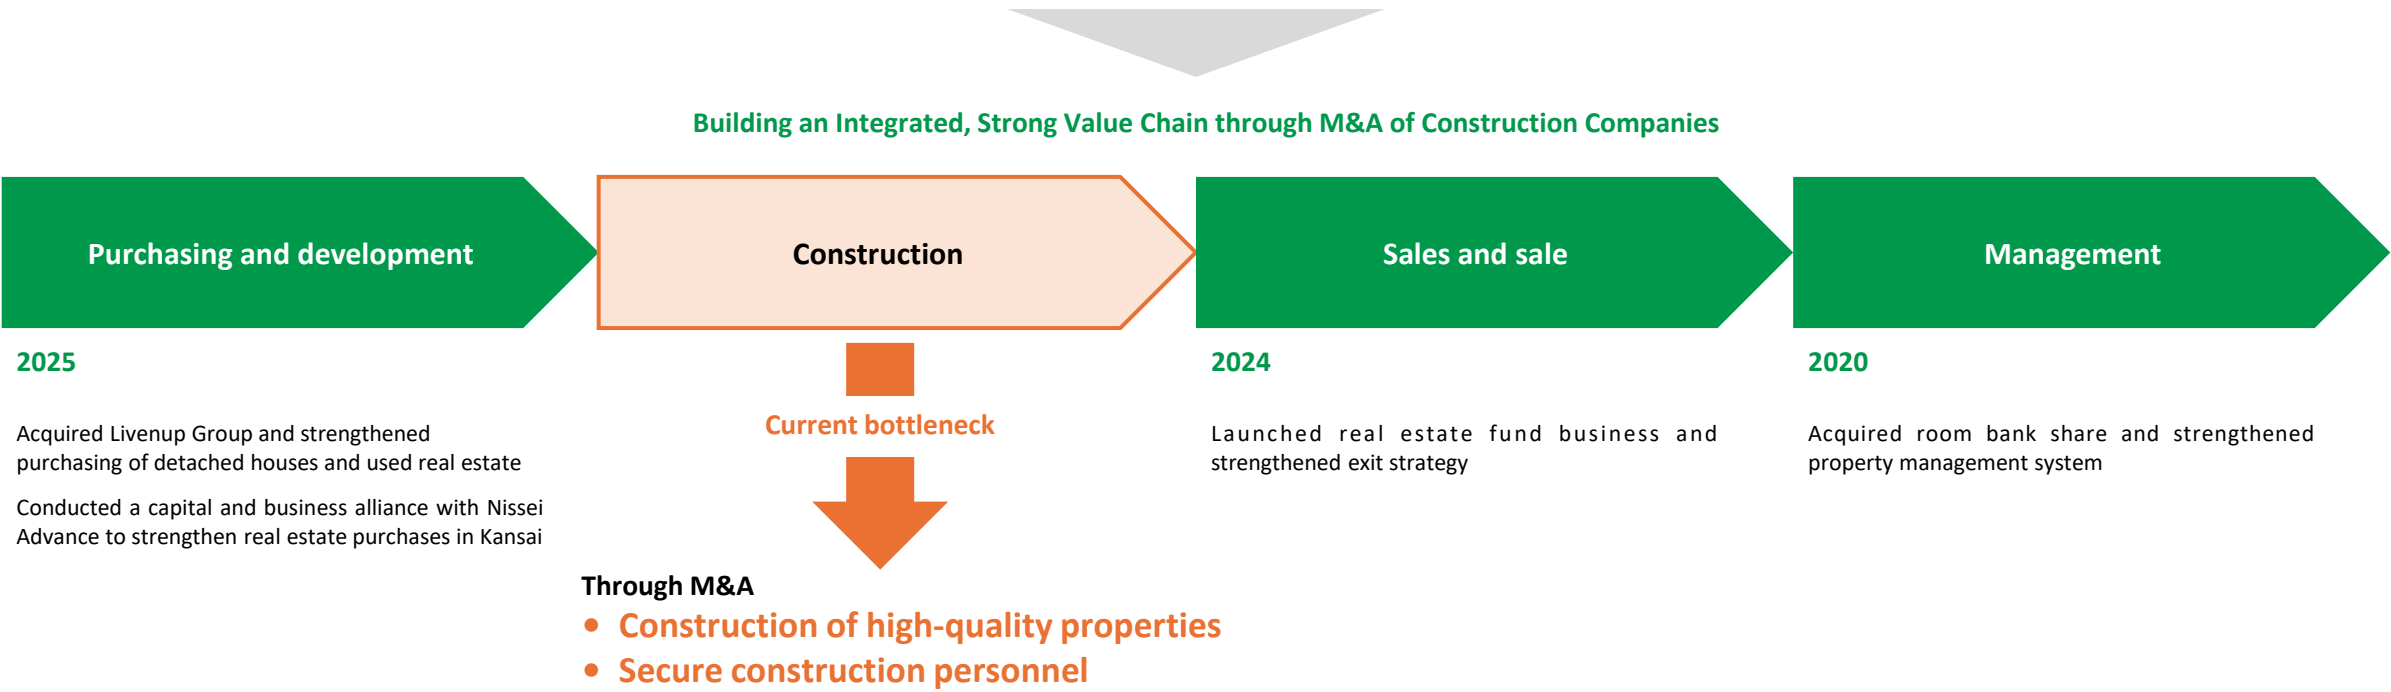 Building an Integrated, Strong Value Chain through M&A of Construction Companies
Purchasing and development
Construction
Sales and sale
Management
2025
Acquired Livenup Group and strengthened
purchasing of detached houses and used real estate
Conducted a capital and business alliance with Nissei
Advance to strengthen real estate purchases in Kansai
Current bottleneck
Through M&A
• Construction of high-quality properties
• Secure construction personnel
2024
Launched real estate fund business and
strengthened exit strategy
2020
Acquired room bank share and strengthened
property management system